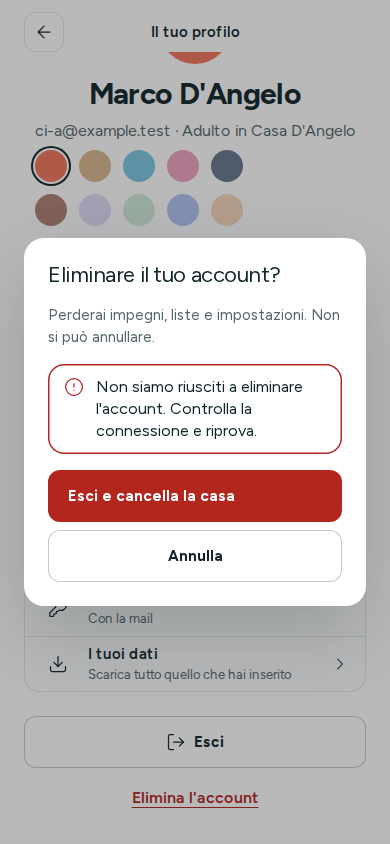 Il tuo profilo
Marco D'Angelo
ci-a@example.test · Adulto in Casa D'Angelo
Eliminare il tuo account?
Perderai impegni, liste e impostazioni. Non
si può annullare.
Non siamo riusciti a eliminare
l'account. Controlla la
connessione e riprova.
Esci e cancella la casa
Annulla
Con la mail
I tuoi dati
Scarica tutto quello che hai inserito
Esci
Elimina l'account